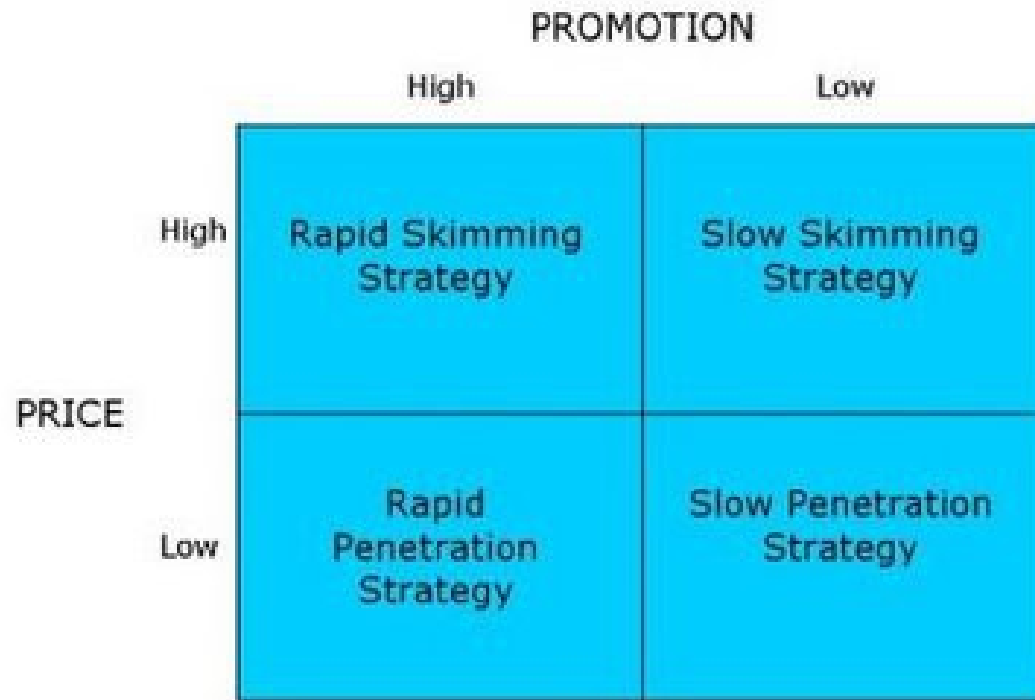 PROMOTION
High
Low
High
Rapid Skimming
Strategy
Slow Skimming
Strategy
PRICE
Low
Rapid
Penetration
Strategy
Slow Penetration
Strategy